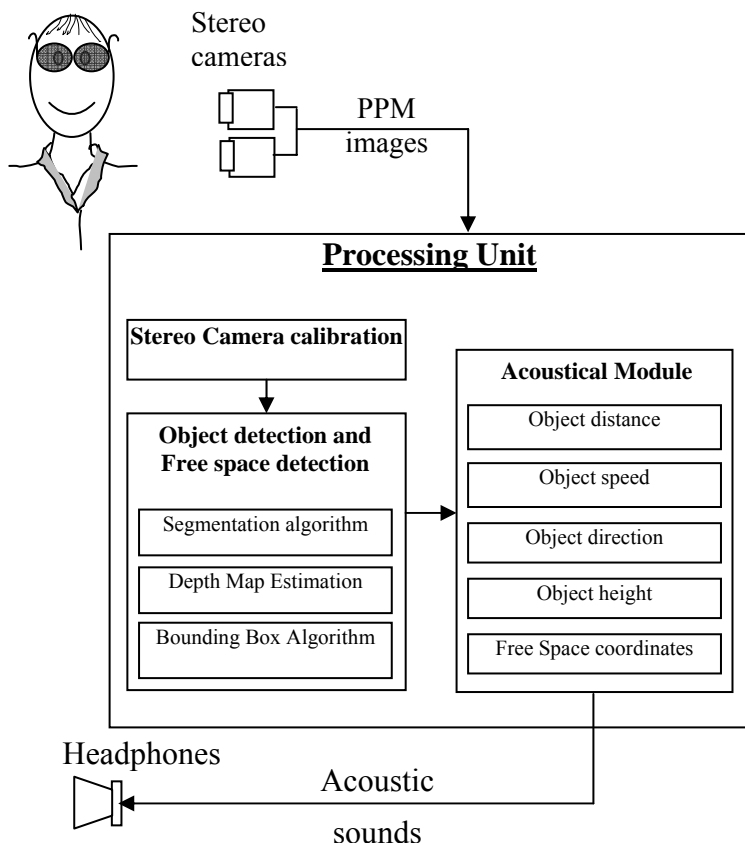 Stereo
cameras
PPM
images
Processing Unit
Stereo Camera calibration
Object detection and
Free space detection
Segmentation algorithm
Depth Map Estimation
Bounding Box Algorithm
Acoustical Module
Object distance
Object speed
Object direction
Object height
Free Space coordinates
Headphones
Acoustic
sounds